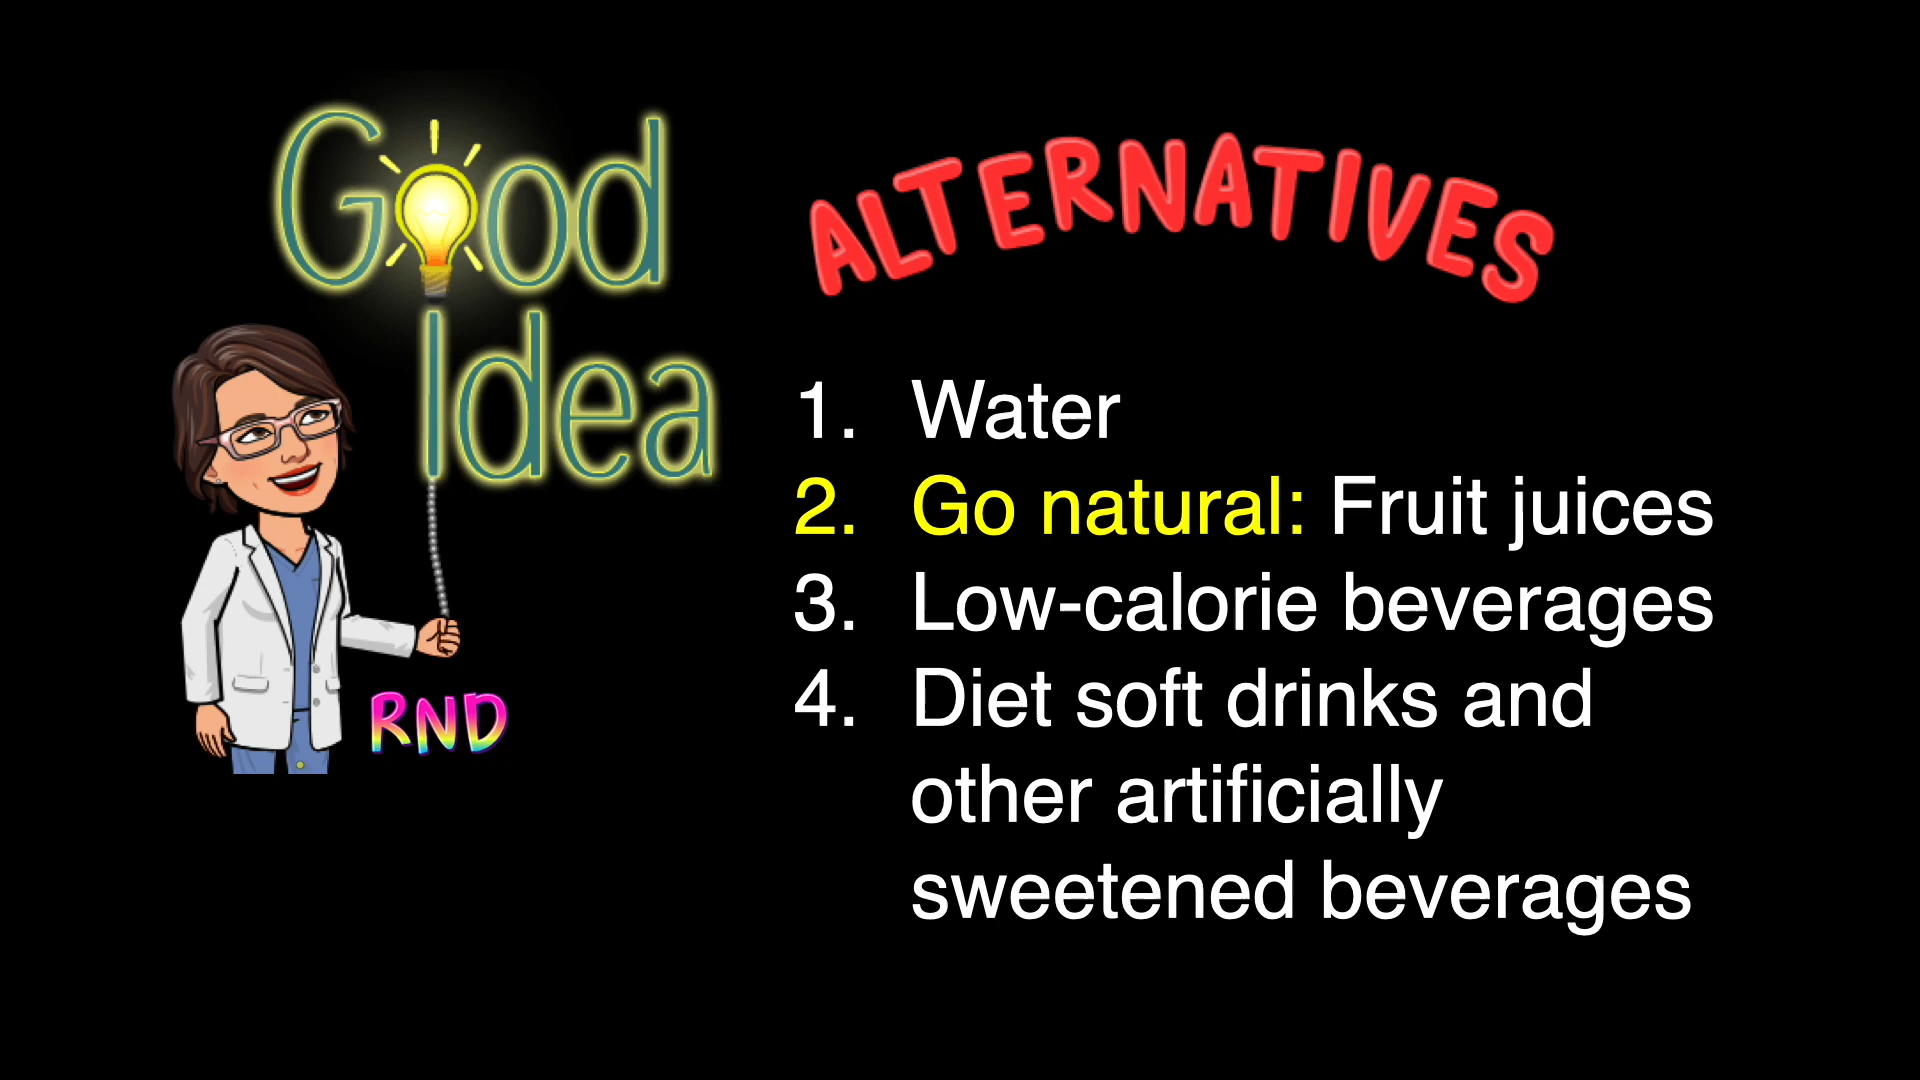 Good
Idea
RND
ALTERNATIVES
1. Water
2. Go natural: Fruit juices
3. Low-calorie beverages
4. Diet soft drinks and
other artificially
sweetened beverages